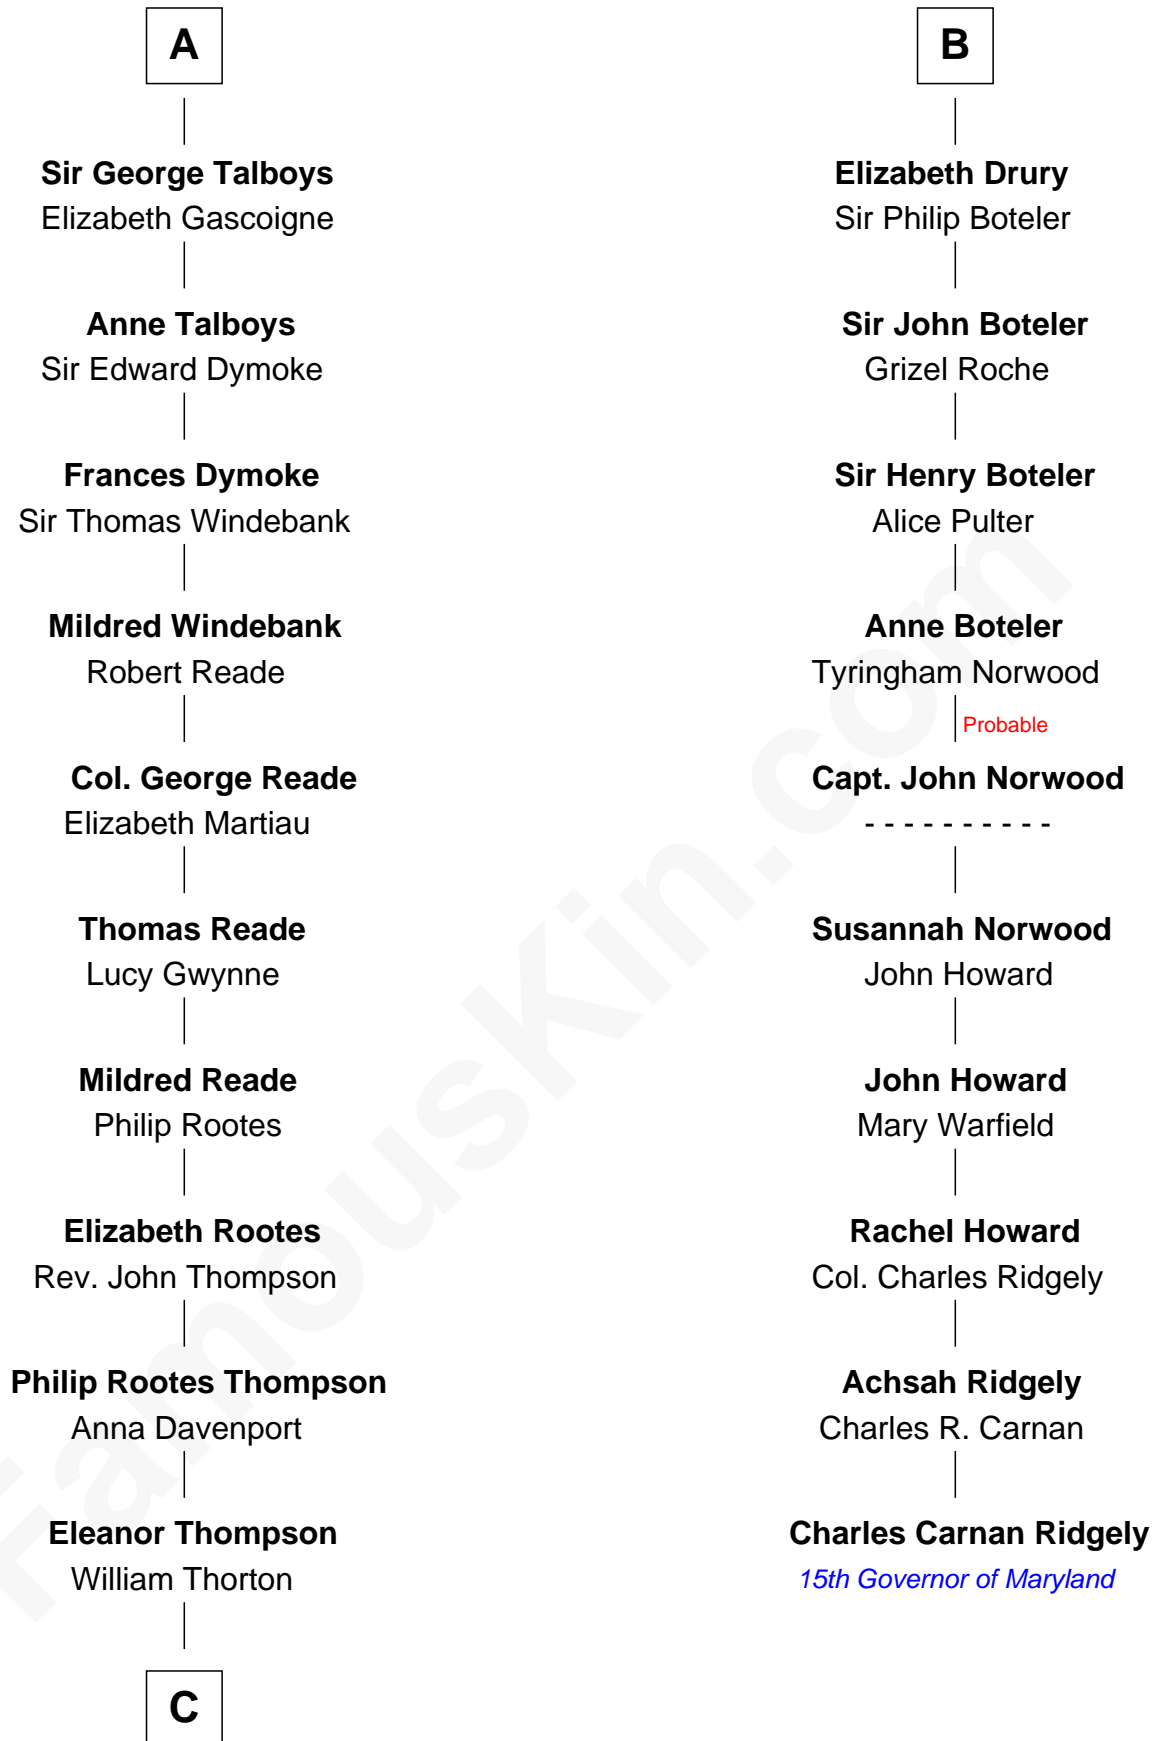 A
Sir George Talboys
Elizabeth Gascoigne
Anne Talboys
Sir Edward Dymoke
Frances Dymoke
Sir Thomas Windebank
Mildred Windebank
Robert Reade
Col. George Reade
Elizabeth Martiau
Thomas Reade
Lucy Gwynne
Mildred Reade
Philip Rootes
Elizabeth Rootes
Rev. John Thompson
Philip Rootes Thompson
Anna Davenport
Eleanor Thompson
William Thorton
C
B
Elizabeth Drury
Sir Philip Boteler
Sir John Boteler
Grizel Roche
Sir Henry Boteler
Alice Pulter
Anne Boteler
Tyringham Norwood
Probable
Capt. John Norwood
- - - - - - - - - -
Susannah Norwood
John Howard
John Howard
Mary Warfield
Rachel Howard
Col. Charles Ridgely
Achsah Ridgely
Charles R. Carnan
Charles Carnan Ridgely
15th Governor of Maryland
FamousKin.com